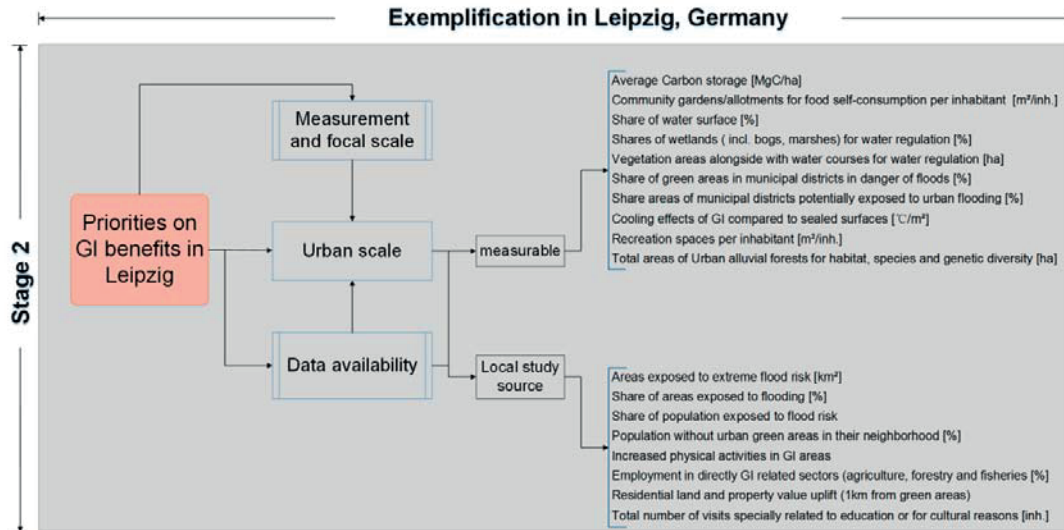 Exemplification in Leipzig, Germany
Stage 2
Priorities on
GI benefits in
Leipzig
Measurement
and focal scale
Urban scale
Data availability
measurable
Local study
source
Average Carbon storage [MgC/ha]
Community gardens/allotments for food self-consumption per inhabitant [m²/inh.]
Share of water surface [%]
Shares of wetlands ( incl. bogs, marshes) for water regulation [%]
Vegetation areas alongside with water courses for water regulation [ha]
Share of green areas in municipal districts in danger of floods [%]
Share areas of municipal districts potentially exposed to urban flooding [%]
Cooling effects of GI compared to sealed surfaces [℃/m²]
Recreation spaces per inhabitant [m²/inh.]
Total areas of Urban alluvial forests for habitat, species and genetic diversity [ha]
Areas exposed to extreme flood risk [km²]
Share of areas exposed to flooding [%]
Share of population exposed to flood risk
Population without urban green areas in their neighborhood [%]
Increased physical activities in GI areas
Employment in directly GI related sectors (agriculture, forestry and fisheries [%]
Residential land and property value uplift (1km from green areas)
Total number of visits specially related to education or for cultural reasons [inh.]